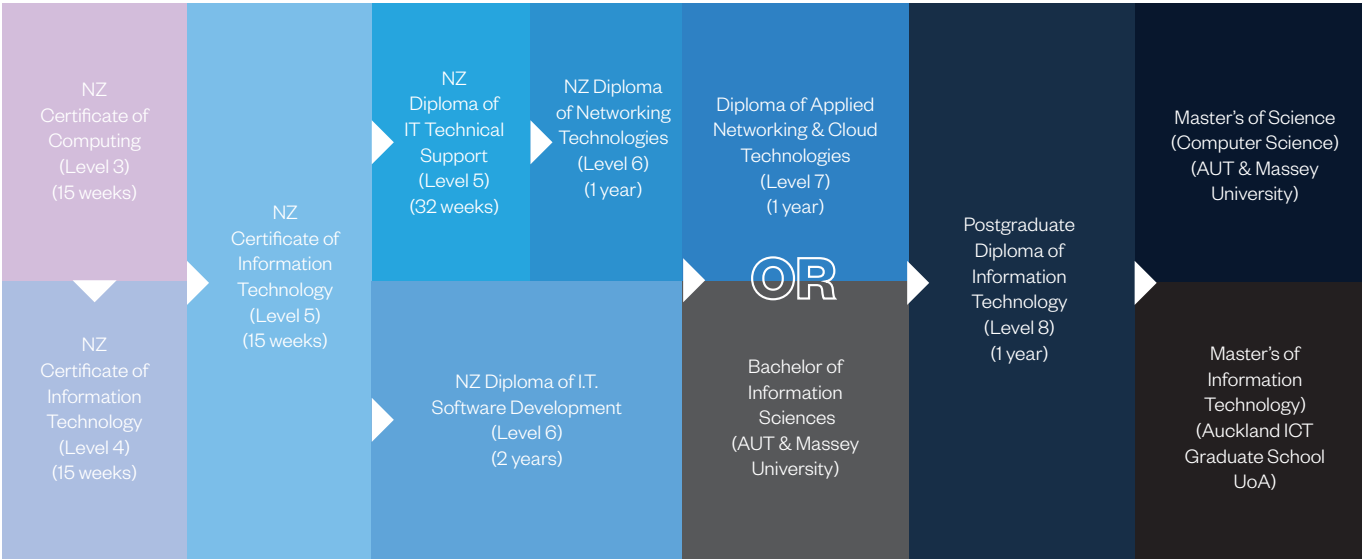 NZ
Certificate of
Computing
(Level 3)
(15 weeks)
NZ
Certificate of
Information
Technology
(Level 4)
(15 weeks)
NZ
Certificate of
Information
Technology
(Level 5)
(15 weeks)
NZ
Diploma of
IT Technical
Support
(Level 5)
(32 weeks)
NZ Diploma
of Networking
Technologies
(Level 6)
(1 year)
NZ Diploma of I.T.
Software Development
(Level 6)
(2 years)
Diploma of Applied
Networking & Cloud
Technologies
(Level 7)
(1 year)
OR
Bachelor of
Information
Sciences
(AUT & Massey
University)
Postgraduate
Diploma of
Information
Technology
(Level 8)
(1 year)
Master's of Science
(Computer Science)
(AUT & Massey
University)
Master's of
Information
Technology)
(Auckland ICT
Graduate School
UoA)